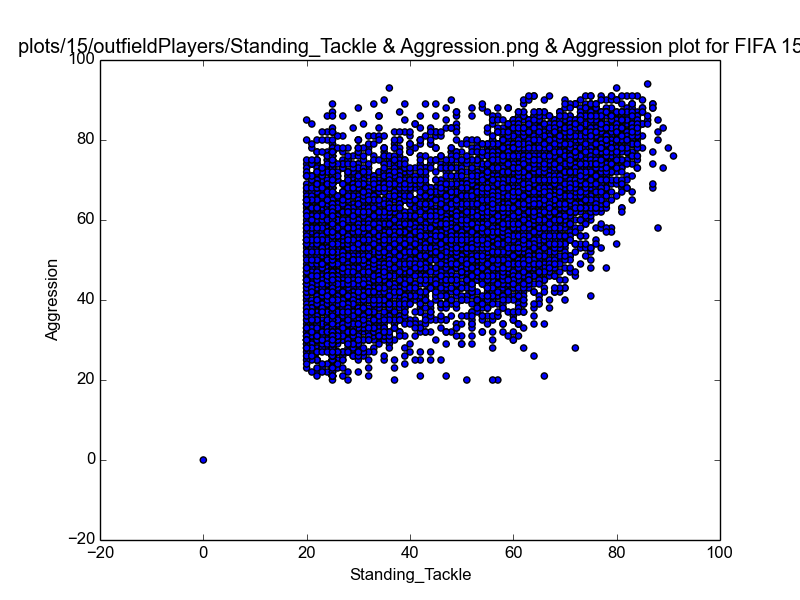 plots/15/outfieldPlayers/Standing_Tackle & Aggression.png & Aggression plot for FIFA 15
100
80
60
40
20
0
−20
Aggression
−20 0 20 40 60 80 100
Standing_Tackle